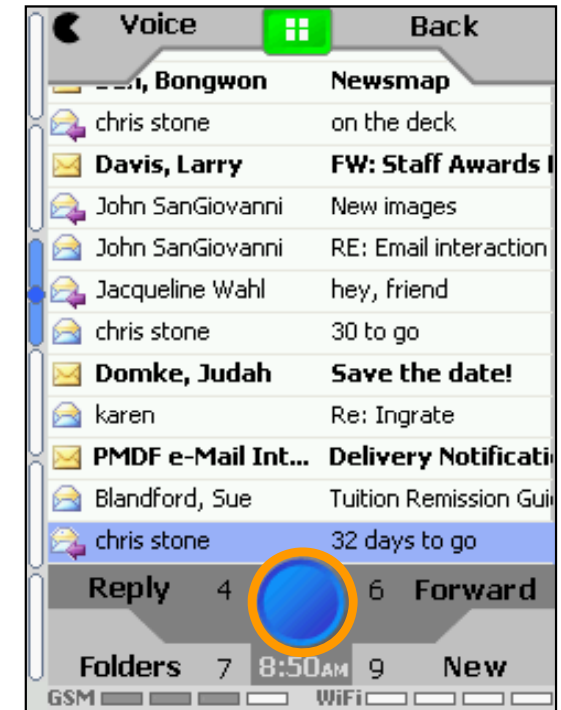 Voice Back
Bongwon Newsmap
chris stone on the deck
Davis, Larry FW: Staff Awards
John SanGiovanni New images
John SanGiovanni RE: Email interaction
Jacqueline Wahl hey, friend
chris stone 30 to go
Domke, Judah Save the date!
karen Re: Ingrate
PMDF e-Mail Int... Delivery Notificati
Blandford, Sue Tuition Remission Gui
chris stone 32 days to go
Reply 4 6 Forward
Folders 7 8:50AM 9 New
GSM WiFi